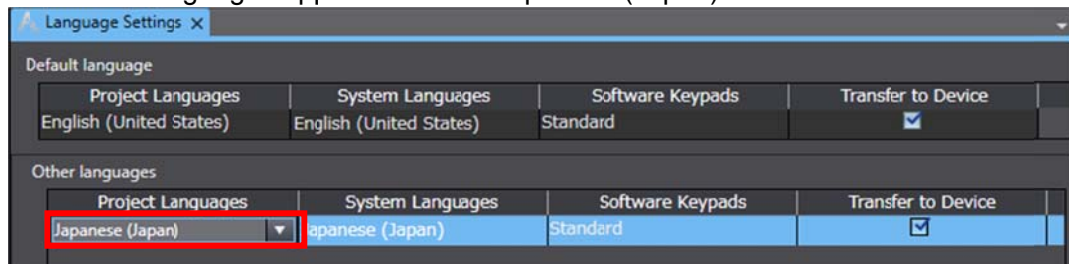 Language Settings X
Default language
Project Languages System Languages Software Keypads Transfer to Device
English (United States) English (United States) Standard
Other languages
Project Languages System Languages Software Keypads Transfer to Device
Japanese (Japan) Japanese (Japan) Standard